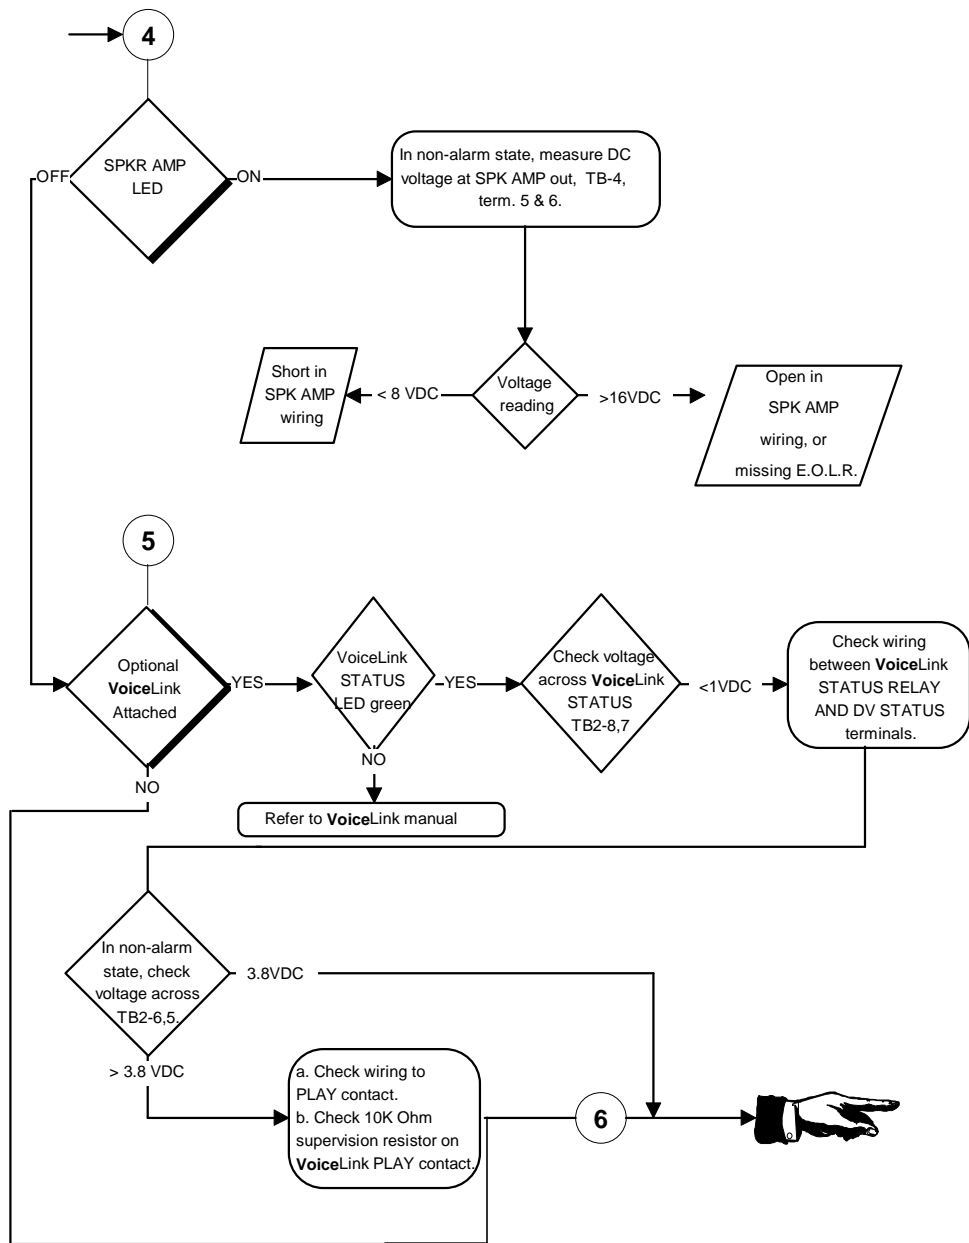 4
SPKR AMP
LED
OFF
ON
In non-alarm state, measure DC
voltage at SPK AMP out, TB-4,
term. 5 & 6.
Voltage
reading
< 8 VDC
>16VDC
Short in
SPK AMP
wiring
Open in
SPK AMP
wiring, or
missing E.O.L.R.
5
Optional
VoiceLink
Attached
YES
NO
VoiceLink
STATUS
LED green
YES
NO
Refer to VoiceLink manual
Check voltage
across VoiceLink
STATUS
TB2-8,7
<1VDC
Check wiring
between VoiceLink
STATUS RELAY
AND DV STATUS
terminals.
In non-alarm
state, check
voltage across
TB2-6,5.
3.8VDC
> 3.8 VDC
a. Check wiring to
PLAY contact.
b. Check 10K Ohm
supervision resistor on
VoiceLink PLAY contact.
6